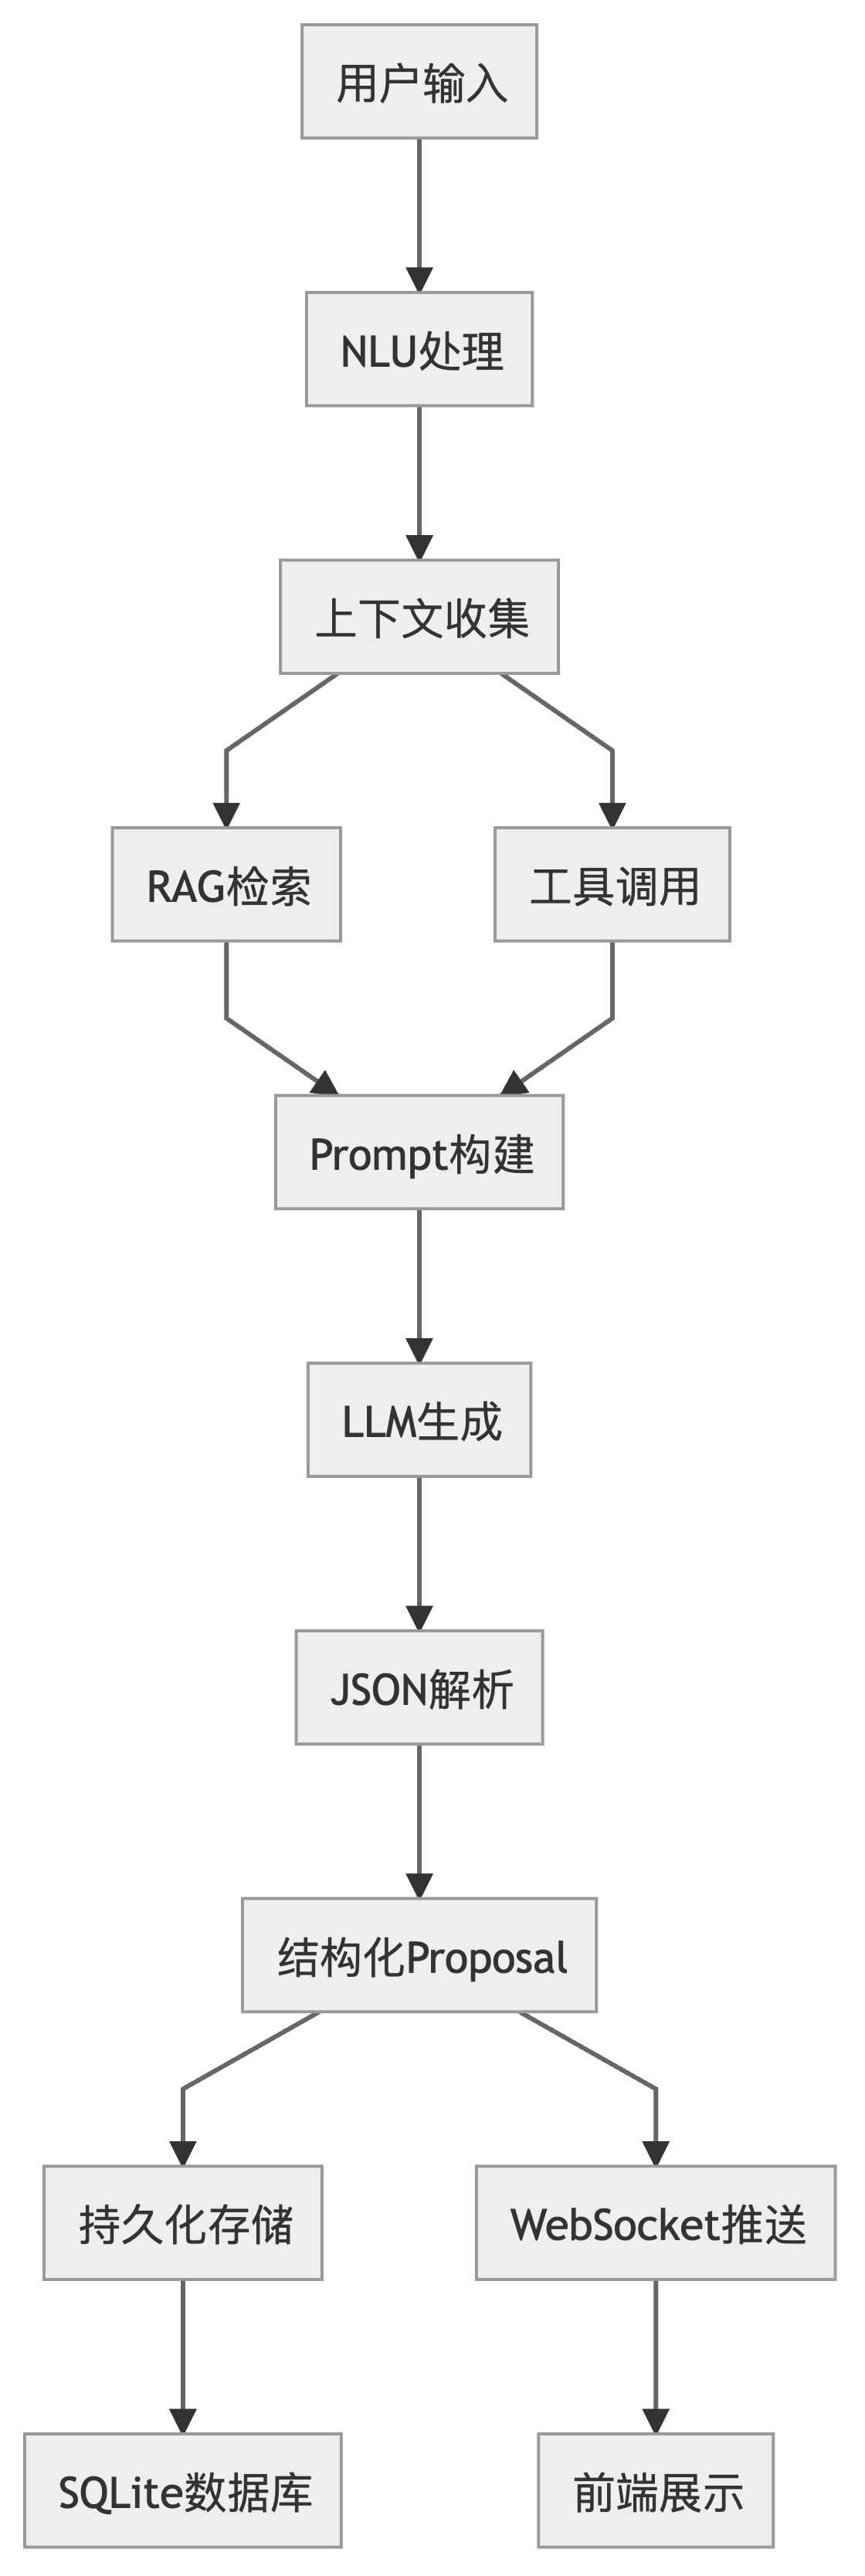 用户输入
NLU处理
上下文收集
RAG检索
工具调用
Prompt构建
LLM生成
JSON解析
结构化Proposal
持久化存储
WebSocket推送
SQLite数据库
前端展示